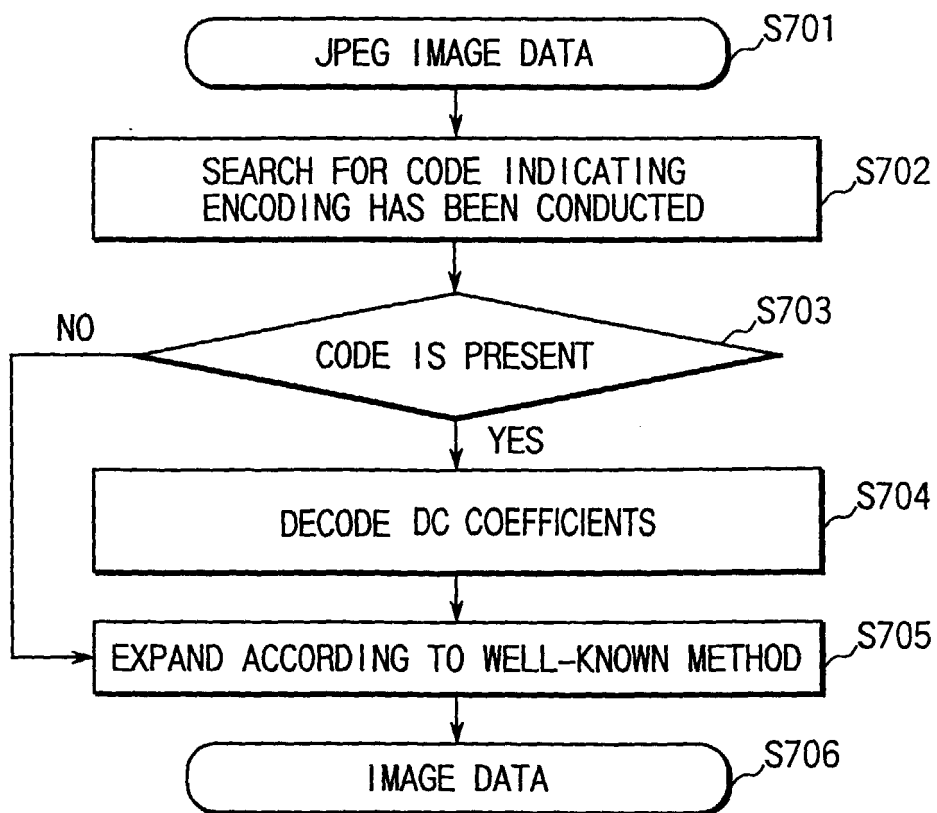 JPEG IMAGE DATA
S701
SEARCH FOR CODE INDICATING
ENCODING HAS BEEN CONDUCTED
S702
S703
NO
CODE IS PRESENT
YES
S704
DECODE DC COEFFICIENTS
EXPAND ACCORDING TO WELL-KNOWN METHOD
S705
IMAGE DATA
S706